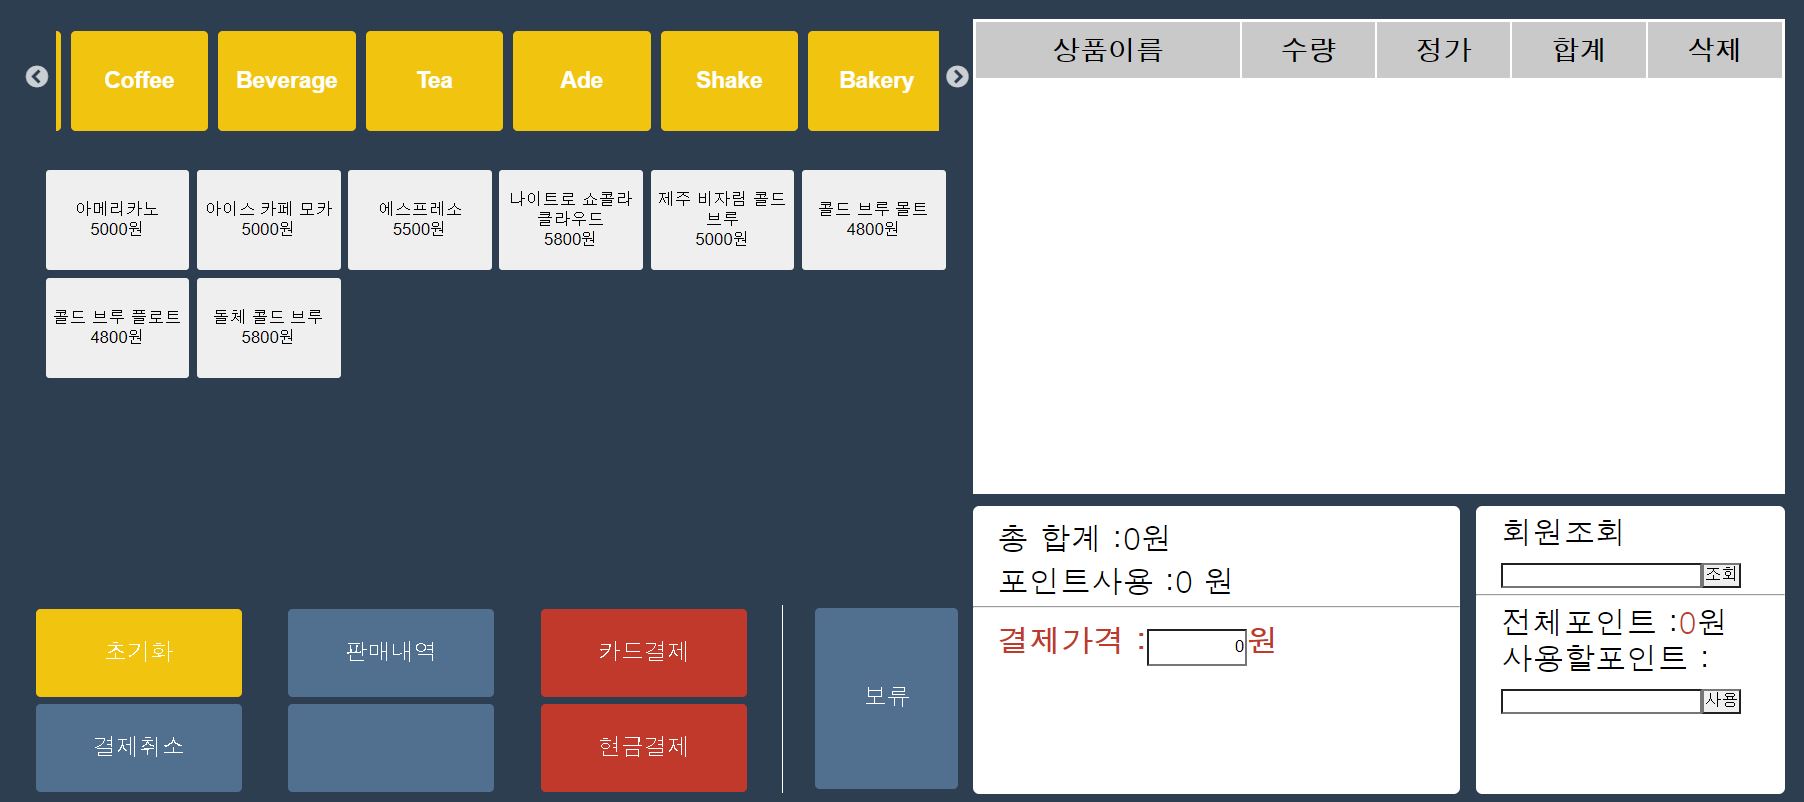 Coffee
Beverage
Tea
Ade
Shake
Bakery
아메리카노
5000원
아이스 카페 모카
5000원
에스프레소
5500원
나이트로 쇼콜라
클라우드
5800원
제주 비자림 콜드
브루
5000원
콜드 브루 몰트
4800원
콜드 브루 플로트
4800원
돌체 콜드 브루
5800원
초기화
판매내역
카드결제
결제취소
현금결제
보류
상품이름
수량
정가
합계
삭제
총 합계 :0원
포인트사용 :0 원
결제가격 :0원
회원조회
조회
전체포인트 :0원
사용할포인트 :
사용